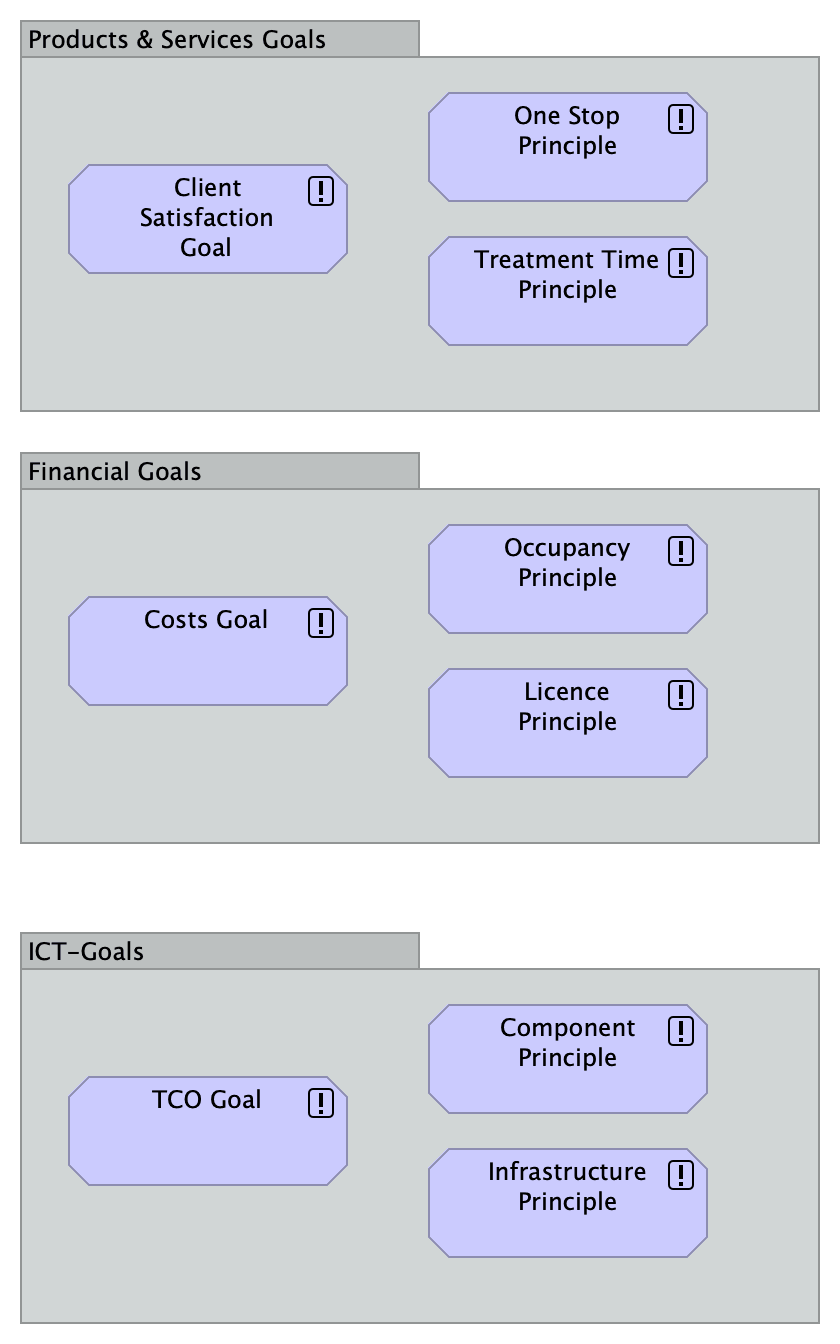 Products & Services Goals
Client
Satisfaction
Goal
One Stop
Principle
Treatment Time
Principle
Financial Goals
Costs Goal
Occupancy
Principle
Licence
Principle
ICT-Goals
TCO Goal
Component
Principle
Infrastructure
Principle